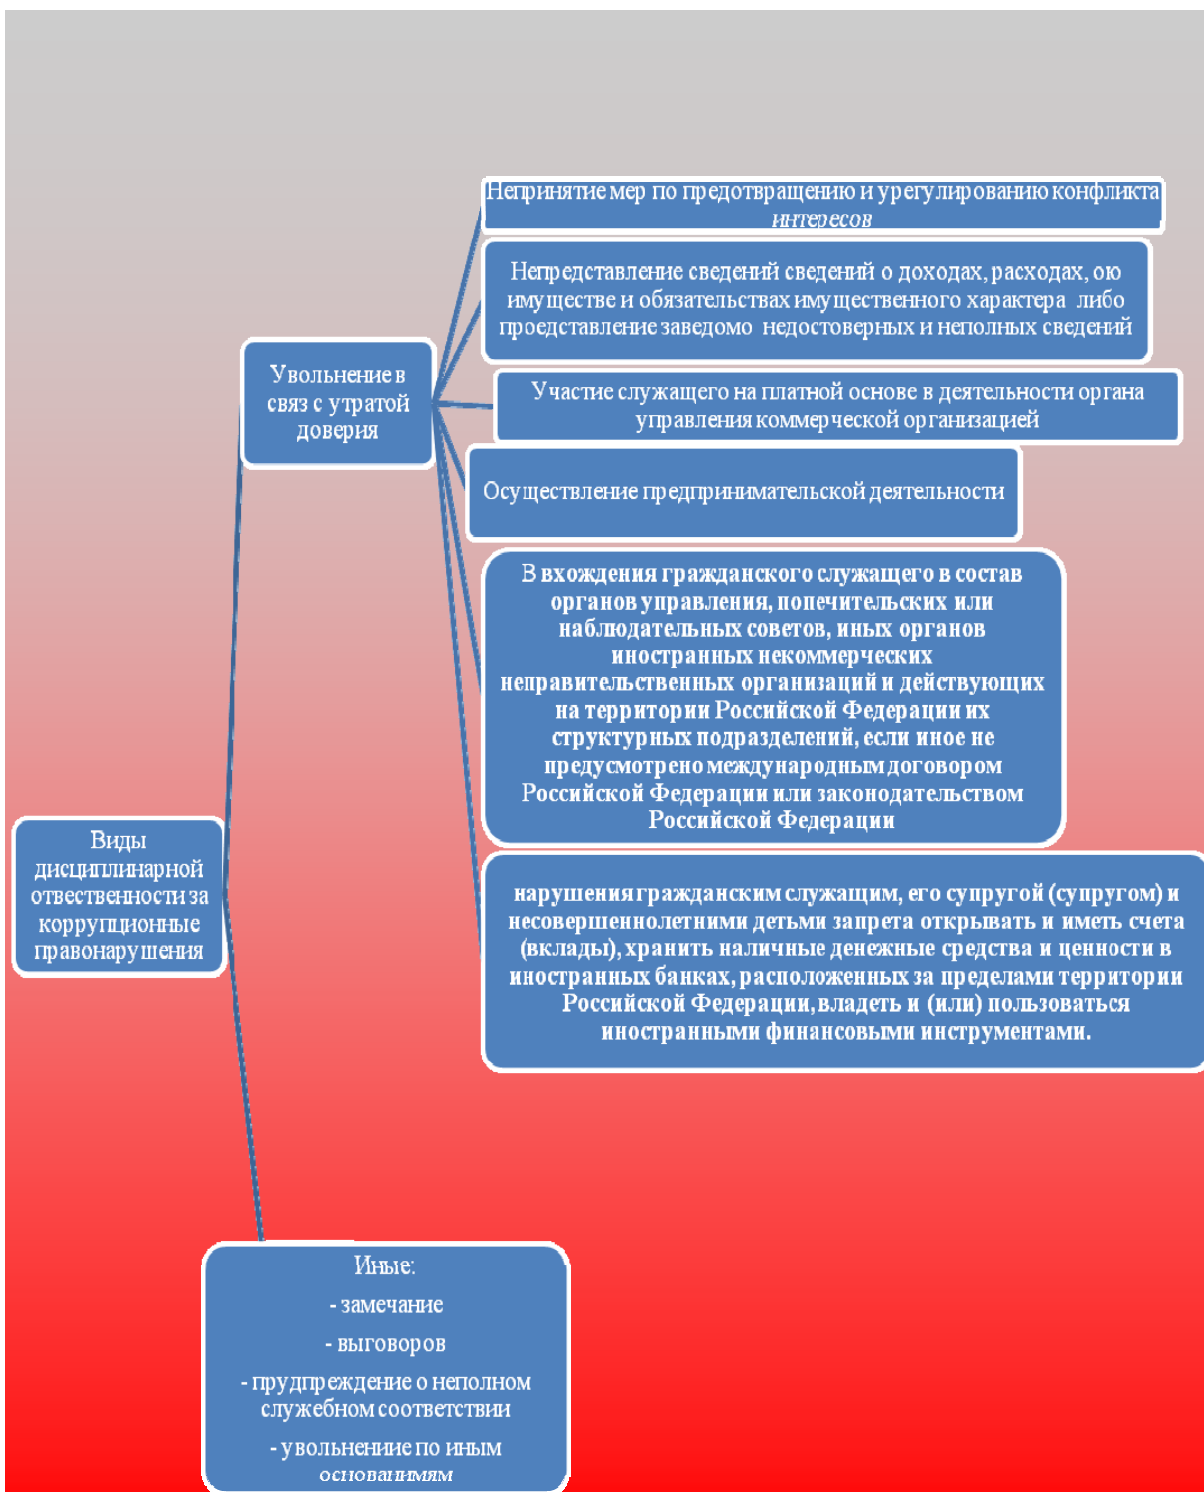 Непринятие мер по предотвращению и урегулированию конфликта
интересов
Непредставление сведений сведений о доходах, расходах, ою
имуществе и обязательствах имущественного характера либо
проедставление заведомо недостоверных и неполных сведений
Увольнение в
связ с утратой
доверия
Участие служащего на платной основе в деятельности органа
управления коммерческой организацией
Осуществление предпринимательской деятельности
В вхождения гражданского служащего в состав
органов управления, попечительских или
наблюдательных советов, иных органов
иностранных некоммерческих
неправительственных организаций и действующих
на территории Российской Федерации их
структурных подразделений, если иное не
предусмотрено международным договором
Российской Федерации или законодательством
Российской Федерации
Виды
дисциплинарной
отвественности за
коррупционные
правонарушения
нарушения гражданским служащим, его супругой (супругом) и
несовершеннолетними детьми запрета открывать и иметь счета
(вклады), хранить наличные денежные средства и ценности в
иностранных банках, расположенных за пределами территории
Российской Федерации, владеть и (или) пользоваться
иностранными финансовыми инструментами.
Иные:
- замечание
- выговоров
- прудпреждение о неполном
служебном соответствии
- увольнениие по иным
основанимям